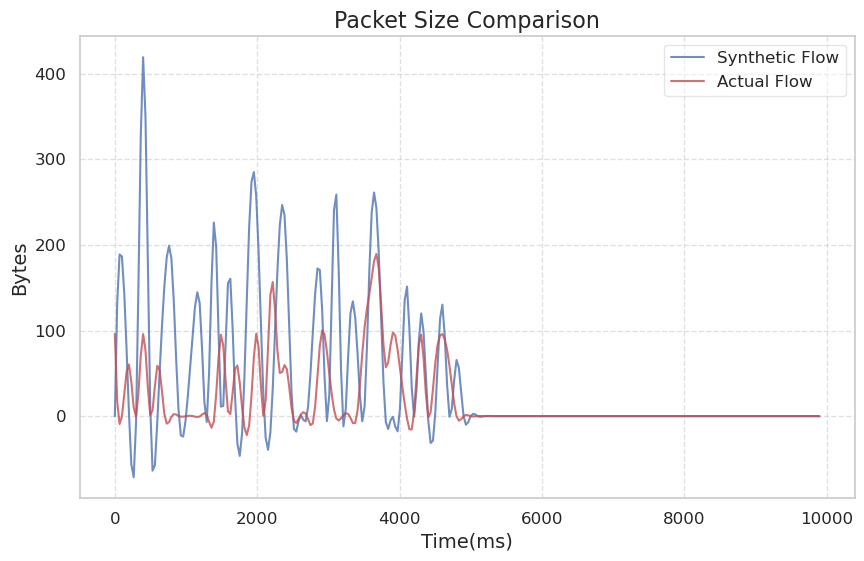 Packet Size Comparison
Synthetic Flow
Actual Flow
Bytes
400
300
200
100
0
0 2000 4000 6000 8000 10000
Time(ms)